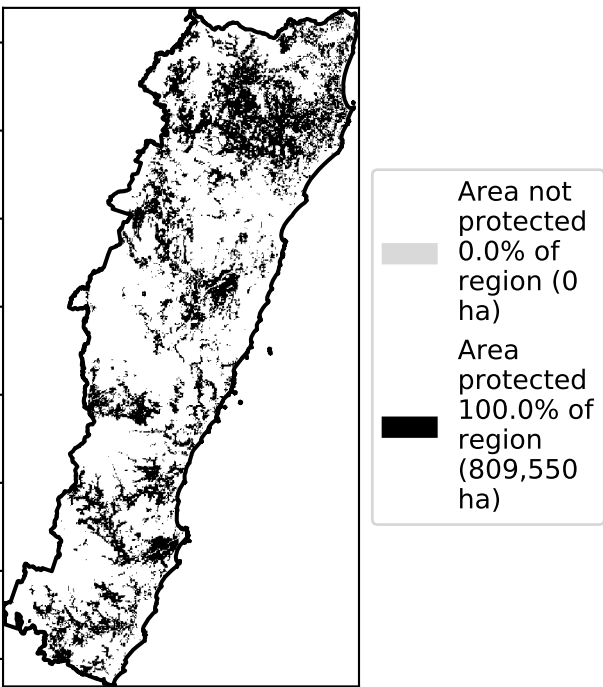 Area not
protected
0.0% of
region (0
ha)
Area
protected
100.0% of
region
(809,550
ha)